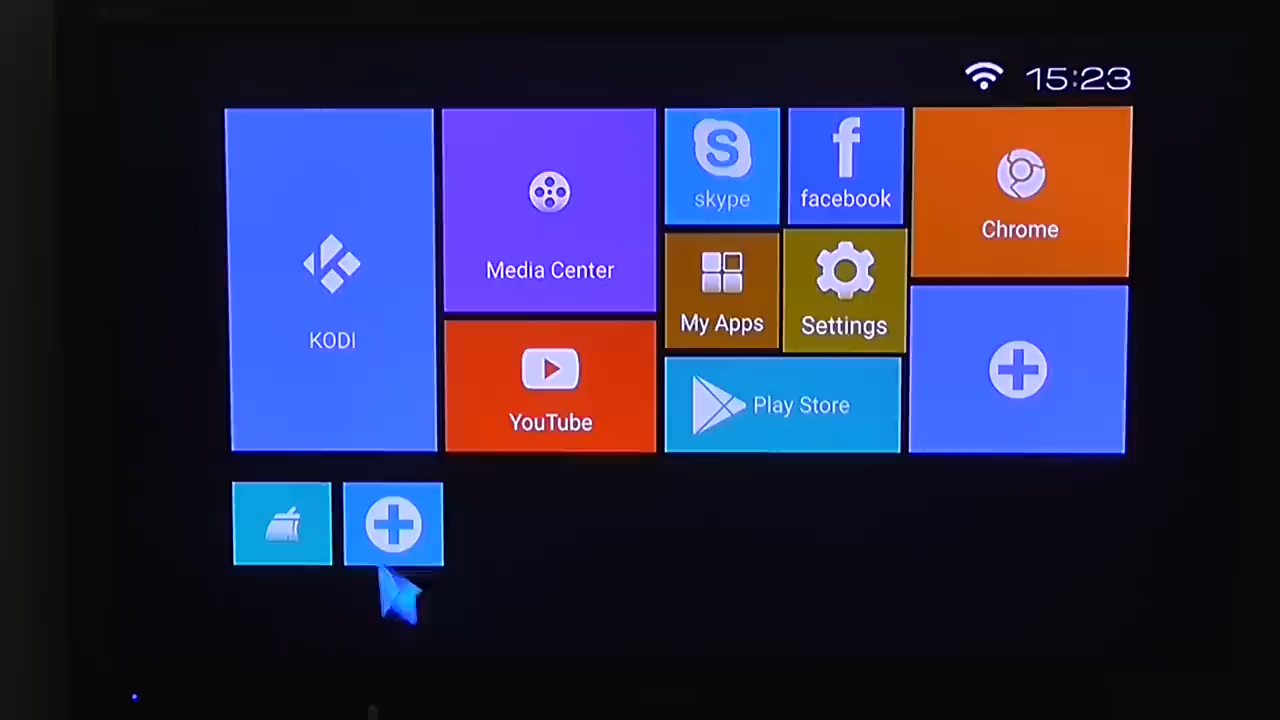 15:23
KODI
Media Center
YouTube
skype
facebook
My Apps
Settings
Play Store
Chrome